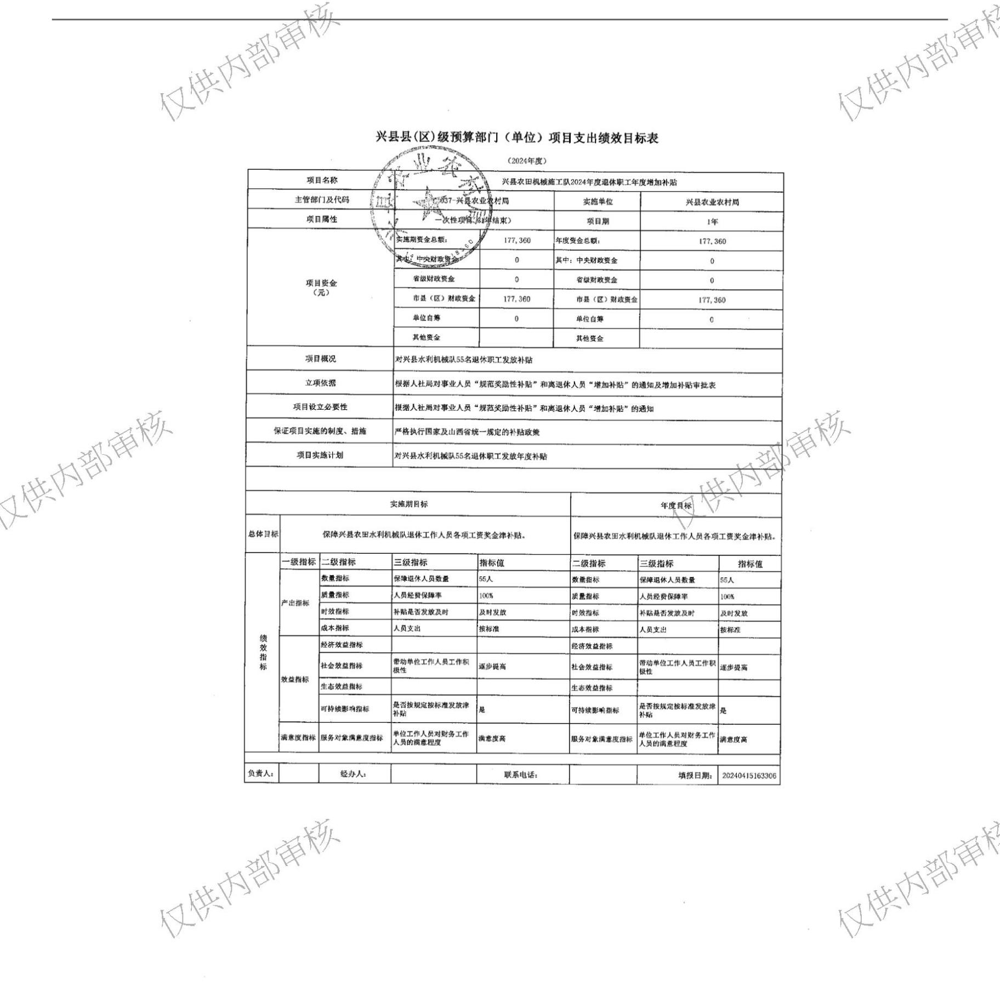 兴县县(区)级预算部门（单位）项目支出绩效目标表
（2024年度）
项目名称 兴县农田机械施工队2024年度退休职工年度增加补贴
主管部门及代码 037-兴县农业农村局 实施单位 兴县农业农村局
项目属性 一次性项目 结束） 项目期 1年
项目资金
（元）
实施期资金总额： 177,360 年度资金总额： 177,360
其中：中央财政资金 0 其中：中央财政资金 0
省级财政资金 0 省级财政资金 0
市县（区）财政资金 177,360 市县（区）财政资金 177,360
单位自筹 0 单位自筹 0
其他资金 其他资金
项目概况 对兴县水利机械队55名退休职工发放补贴
立项依据 根据人社局对事业人员“规范奖励性补贴”和离退休人员“增加补贴”的通知及增加补贴审批表
项目设立必要性 根据人社局对事业人员“规范奖励性补贴”和离退休人员“增加补贴”的通知
保证项目实施的制度、措施 严格执行国家及山西省统一规定的补贴政策
项目实施计划 对兴县水利机械队55名退休职工发放年度补贴
实施期目标 年度目标
总体目标 保障兴县农田水利机械队退休工作人员各项工资奖金津补贴。 保障兴县农田水利机械队退休工作人员各项工资奖金津补贴。
绩效指标
一级指标 二级指标 三级指标 指标值 二级指标 三级指标 指标值
产出指标
数量指标 保障退休人员数量 55人 数量指标 保障退休人员数量 55人
质量指标 人员经费保障率 100% 质量指标 人员经费保障率 100%
时效指标 补贴是否发放及时 及时发放 时效指标 补贴是否发放及时 及时发放
成本指标 人员支出 按标准 成本指标 人员支出 按标准
效益指标
经济效益指标 经济效益指标
社会效益指标 带动单位工作人员工作积极性 逐步提高 社会效益指标 带动单位工作人员工作积极性 逐步提高
生态效益指标 生态效益指标
可持续影响指标 是否按规定按标准发放津补贴 是 可持续影响指标 是否按规定按标准发放津补贴 是
满意度指标 服务对象满意度指标 单位工作人员对财务工作人员的满意程度 满意度高 服务对象满意度指标 单位工作人员对财务工作人员的满意程度 满意度高
负责人： 经办人： 联系电话： 填报日期： 20240415163306
仅供内部审核
仅供内部审核
仅供内部审核
仅供内部审核
仅供内部审核
仅供内部审核